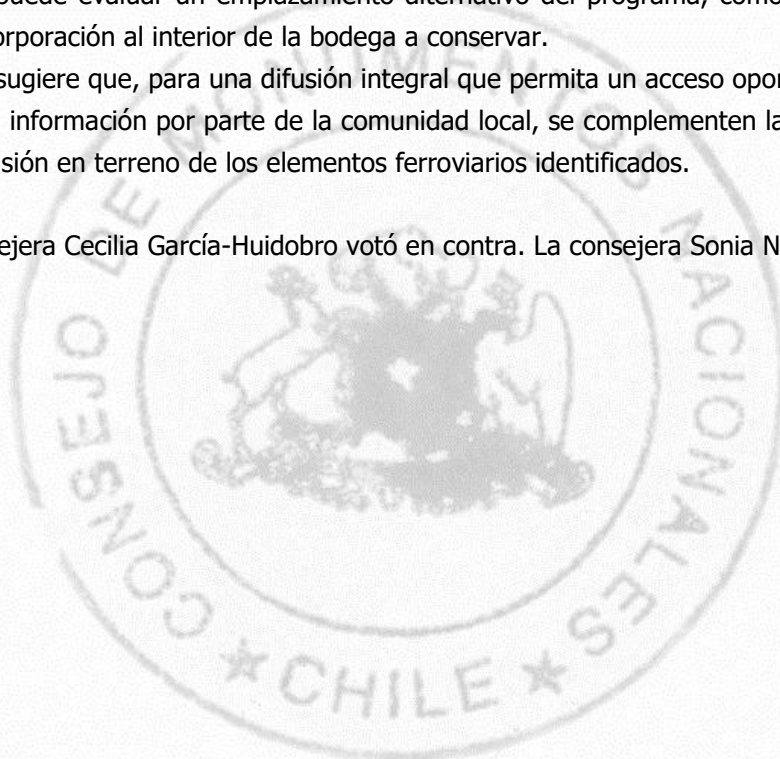 puede evaluar un emplazamiento alternativo del programa, como
orporación al interior de la bodega a conservar.
sugiere que, para una difusión integral que permita un acceso opor
información por parte de la comunidad local, se complementen la
sión en terreno de los elementos ferroviarios identificados.
ejera Cecilia García-Huidobro votó en contra. La consejera Sonia N
CONSEJO DE MONUMENTOS NACIONALES
★ CHILE ★